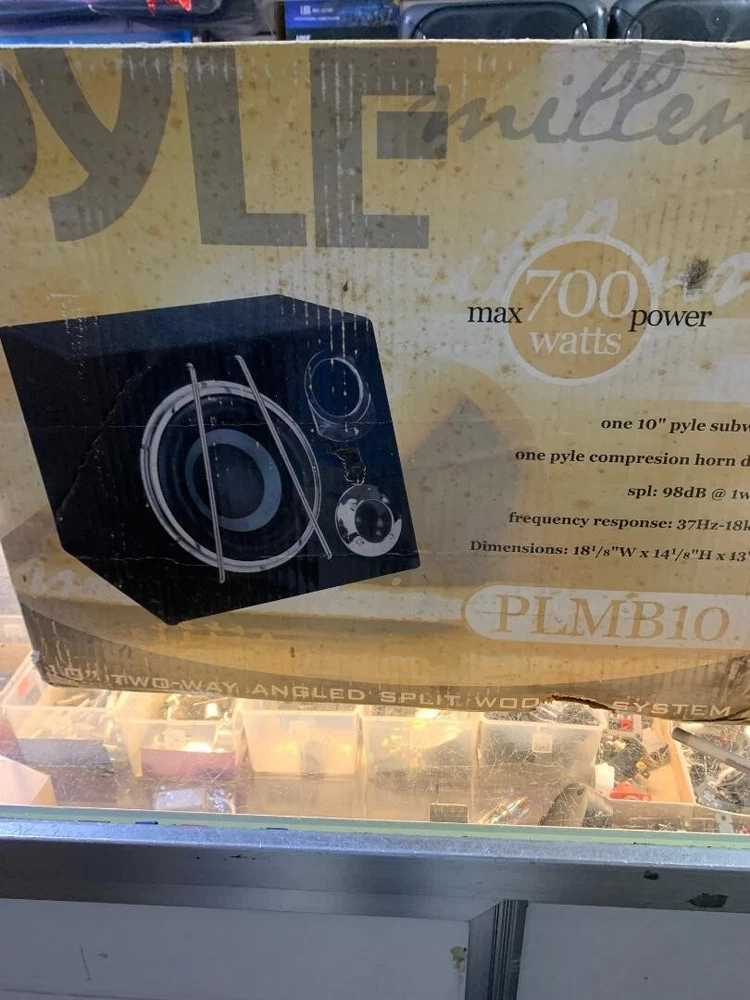 PYLE
millen
max 700 watts power
one 10" pyle subw
one pyle compresion horn d
spl: 98dB @ 1w
frequency response: 37Hz-18k
Dimensions: 18¹/8"W x 14¹/8"H x 13"
PLMB10.
10" TWO-WAY ANGLED SPLIT WOO SYSTEM